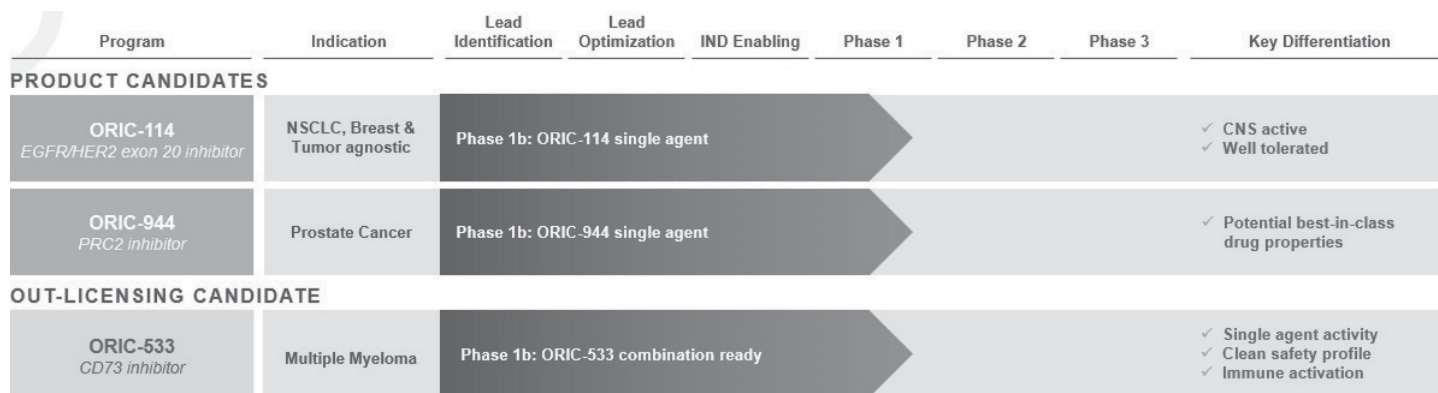 Program
Indication
Lead Identification
Lead Optimization
IND Enabling
Phase 1
Phase 2
Phase 3
Key Differentiation
PRODUCT CANDIDATES
ORIC-114
EGFR/HER2 exon 20 inhibitor
NSCLC, Breast &
Tumor agnostic
Phase 1b: ORIC-114 single agent
✓ CNS active
✓ Well tolerated
ORIC-944
PRC2 inhibitor
Prostate Cancer
Phase 1b: ORIC-944 single agent
✓ Potential best-in-class
drug properties
OUT-LICENSING CANDIDATE
ORIC-533
CD73 inhibitor
Multiple Myeloma
Phase 1b: ORIC-533 combination ready
✓ Single agent activity
✓ Clean safety profile
✓ Immune activation